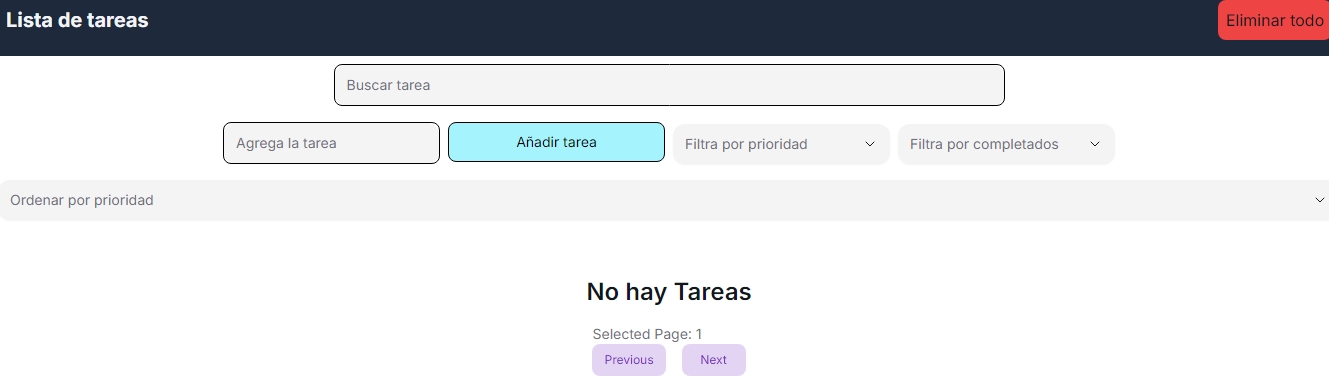 Lista de tareas
Eliminar todo
Buscar tarea
Agrega la tarea
Añadir tarea
Filtra por prioridad
Filtra por completados
Ordenar por prioridad
No hay Tareas
Selected Page: 1
Previous
Next